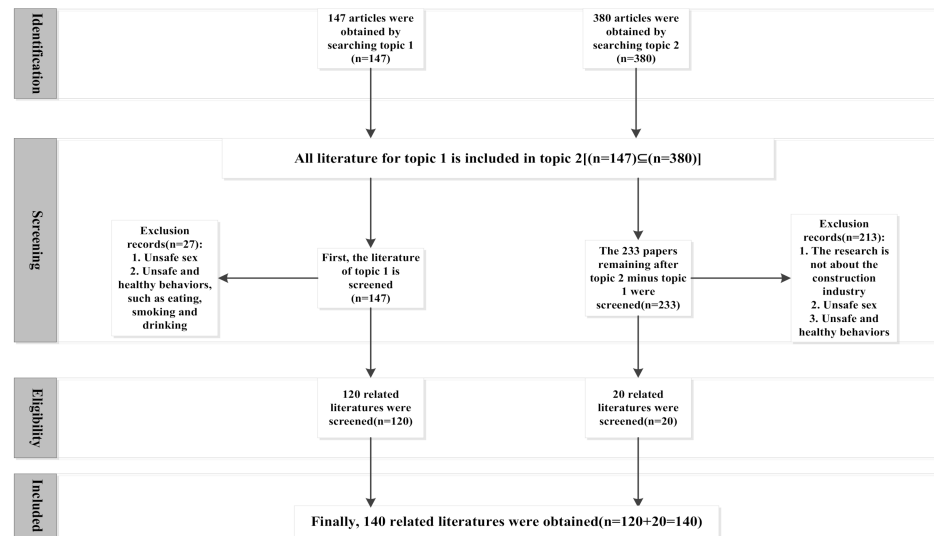 Identification
147 articles were
obtained by
searching topic 1
(n=147)
380 articles were
obtained by
searching topic 2
(n=380)
Screening
All literature for topic 1 is included in topic 2[(n=147)⊆(n=380)]
Exclusion
records(n=27):
1. Unsafe sex
2. Unsafe and
healthy behaviors,
such as eating,
smoking and
drinking
First, the literature
of topic 1 is
screened
(n=147)
The 233 papers
remaining after
topic 2 minus topic
1 were
screened(n=233)
Exclusion
records(n=213):
1. The research is
not about the
construction
industry
2. Unsafe sex
3. Unsafe and
healthy behaviors
Eligibility
120 related
literatures were
screened(n=120)
20 related
literatures were
screened(n=20)
Included
Finally, 140 related literatures were obtained(n=120+20=140)